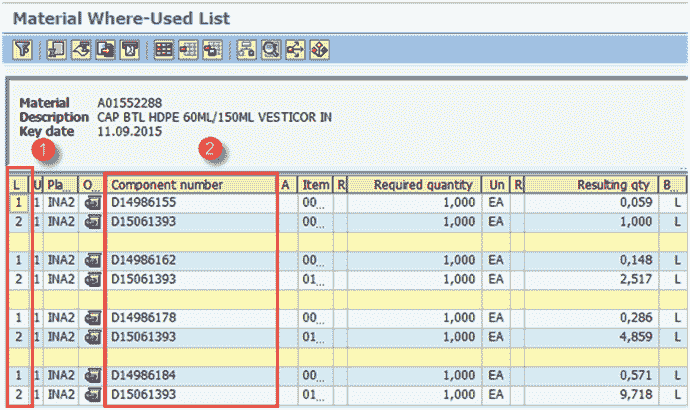 Material Where-Used List
Material A01552288
Description CAP BTL HDPE 60ML/150ML VESTICOR IN
Key date 11.09.2015
1 2
L U Pla... O... Component number A Item R Required quantity Un R Resulting qty B...
1 1 INA2 D14986155 00... 1,000 EA 0,059 L
2 1 INA2 D15061393 00... 1,000 EA 1,000 L
1 1 INA2 D14986162 00... 1,000 EA 0,148 L
2 1 INA2 D15061393 01... 1,000 EA 2,517 L
1 1 INA2 D14986178 00... 1,000 EA 0,286 L
2 1 INA2 D15061393 01... 1,000 EA 4,859 L
1 1 INA2 D14986184 00... 1,000 EA 0,571 L
2 1 INA2 D15061393 01... 1,000 EA 9,718 L